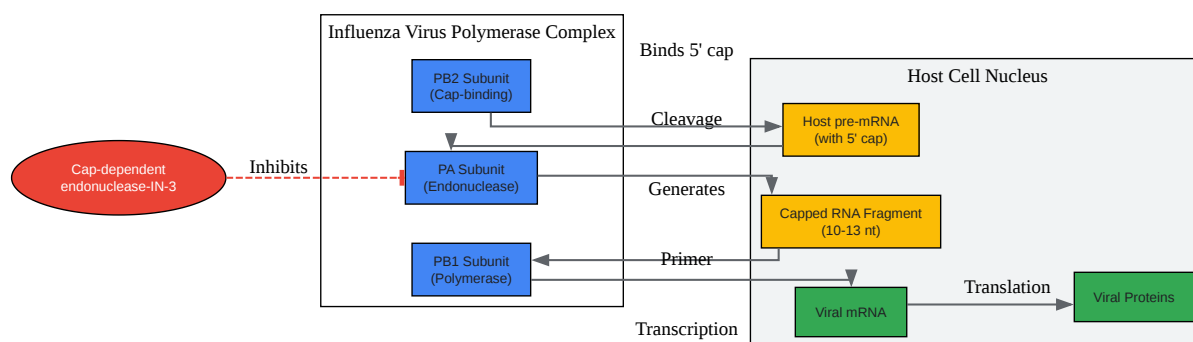 Influenza Virus Polymerase Complex
Binds 5' cap
Host Cell Nucleus
PB2 Subunit
(Cap-binding)
Cleavage
Host pre-mRNA
(with 5' cap)
Cap-dependent
endonuclease-IN-3
Inhibits
PA Subunit
(Endonuclease)
Generates
Capped RNA Fragment
(10-13 nt)
PB1 Subunit
(Polymerase)
Primer
Viral mRNA
Translation
Viral Proteins
Transcription